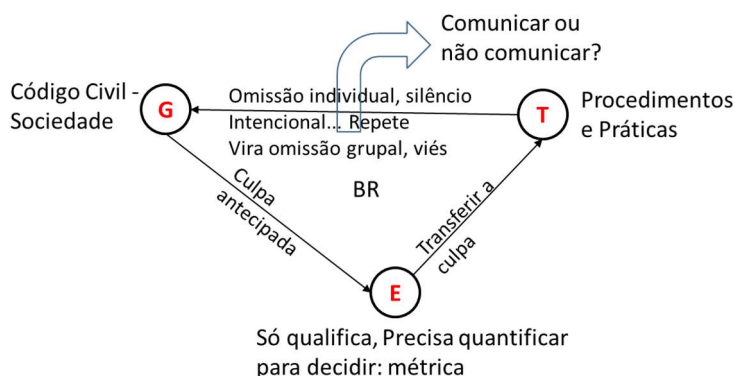 Comunicar ou
não comunicar?
Código Civil -
Sociedade
G
Omissão individual, silêncio
Intencional... Repete
Vira omissão grupal, viés
T
Procedimentos
e Práticas
BR
Culpa
antecipada
Transferir a
culpa
E
Só qualifica, Precisa quantificar
para decidir: métrica